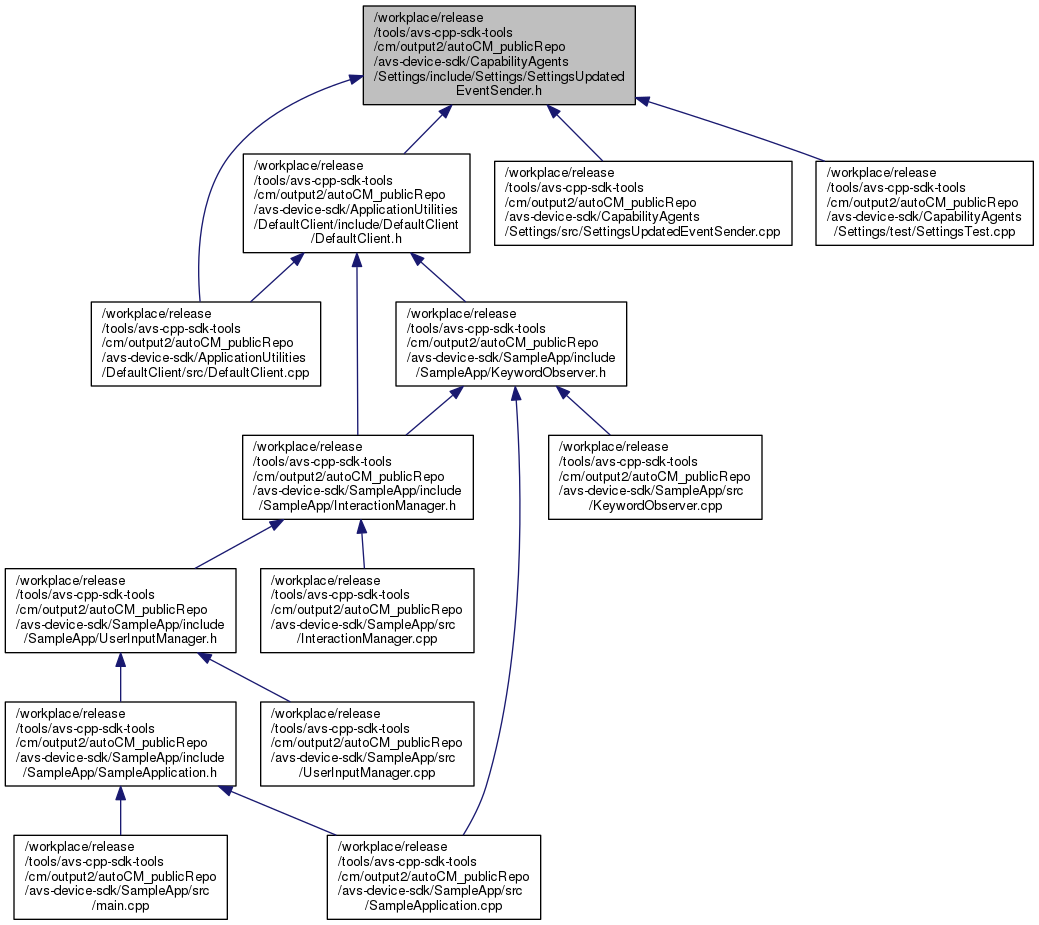 /workplace/release
/tools/avs-cpp-sdk-tools
/cm/output2/autoCM_publicRepo
/avs-device-sdk/CapabilityAgents
/Settings/include/Settings/SettingsUpdated
EventSender.h
/workplace/release
/tools/avs-cpp-sdk-tools
/cm/output2/autoCM_publicRepo
/avs-device-sdk/ApplicationUtilities
/DefaultClient/include/DefaultClient
/DefaultClient.h
/workplace/release
/tools/avs-cpp-sdk-tools
/cm/output2/autoCM_publicRepo
/avs-device-sdk/CapabilityAgents
/Settings/src/SettingsUpdatedEventSender.cpp
/workplace/release
/tools/avs-cpp-sdk-tools
/cm/output2/autoCM_publicRepo
/avs-device-sdk/CapabilityAgents
/Settings/test/SettingsTest.cpp
/workplace/release
/tools/avs-cpp-sdk-tools
/cm/output2/autoCM_publicRepo
/avs-device-sdk/ApplicationUtilities
/DefaultClient/src/DefaultClient.cpp
/workplace/release
/tools/avs-cpp-sdk-tools
/cm/output2/autoCM_publicRepo
/avs-device-sdk/SampleApp/include
/SampleApp/KeywordObserver.h
/workplace/release
/tools/avs-cpp-sdk-tools
/cm/output2/autoCM_publicRepo
/avs-device-sdk/SampleApp/include
/SampleApp/InteractionManager.h
/workplace/release
/tools/avs-cpp-sdk-tools
/cm/output2/autoCM_publicRepo
/avs-device-sdk/SampleApp/src
/KeywordObserver.cpp
/workplace/release
/tools/avs-cpp-sdk-tools
/cm/output2/autoCM_publicRepo
/avs-device-sdk/SampleApp/include
/SampleApp/UserInputManager.h
/workplace/release
/tools/avs-cpp-sdk-tools
/cm/output2/autoCM_publicRepo
/avs-device-sdk/SampleApp/src
/InteractionManager.cpp
/workplace/release
/tools/avs-cpp-sdk-tools
/cm/output2/autoCM_publicRepo
/avs-device-sdk/SampleApp/include
/SampleApp/SampleApplication.h
/workplace/release
/tools/avs-cpp-sdk-tools
/cm/output2/autoCM_publicRepo
/avs-device-sdk/SampleApp/src
/UserInputManager.cpp
/workplace/release
/tools/avs-cpp-sdk-tools
/cm/output2/autoCM_publicRepo
/avs-device-sdk/SampleApp/src
/main.cpp
/workplace/release
/tools/avs-cpp-sdk-tools
/cm/output2/autoCM_publicRepo
/avs-device-sdk/SampleApp/src
/SampleApplication.cpp